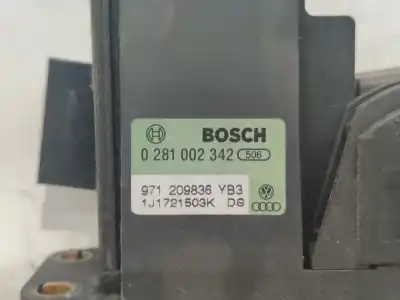 BOSCH
0 281 002 342 506
971 209836 YB3
1J1721503K DS